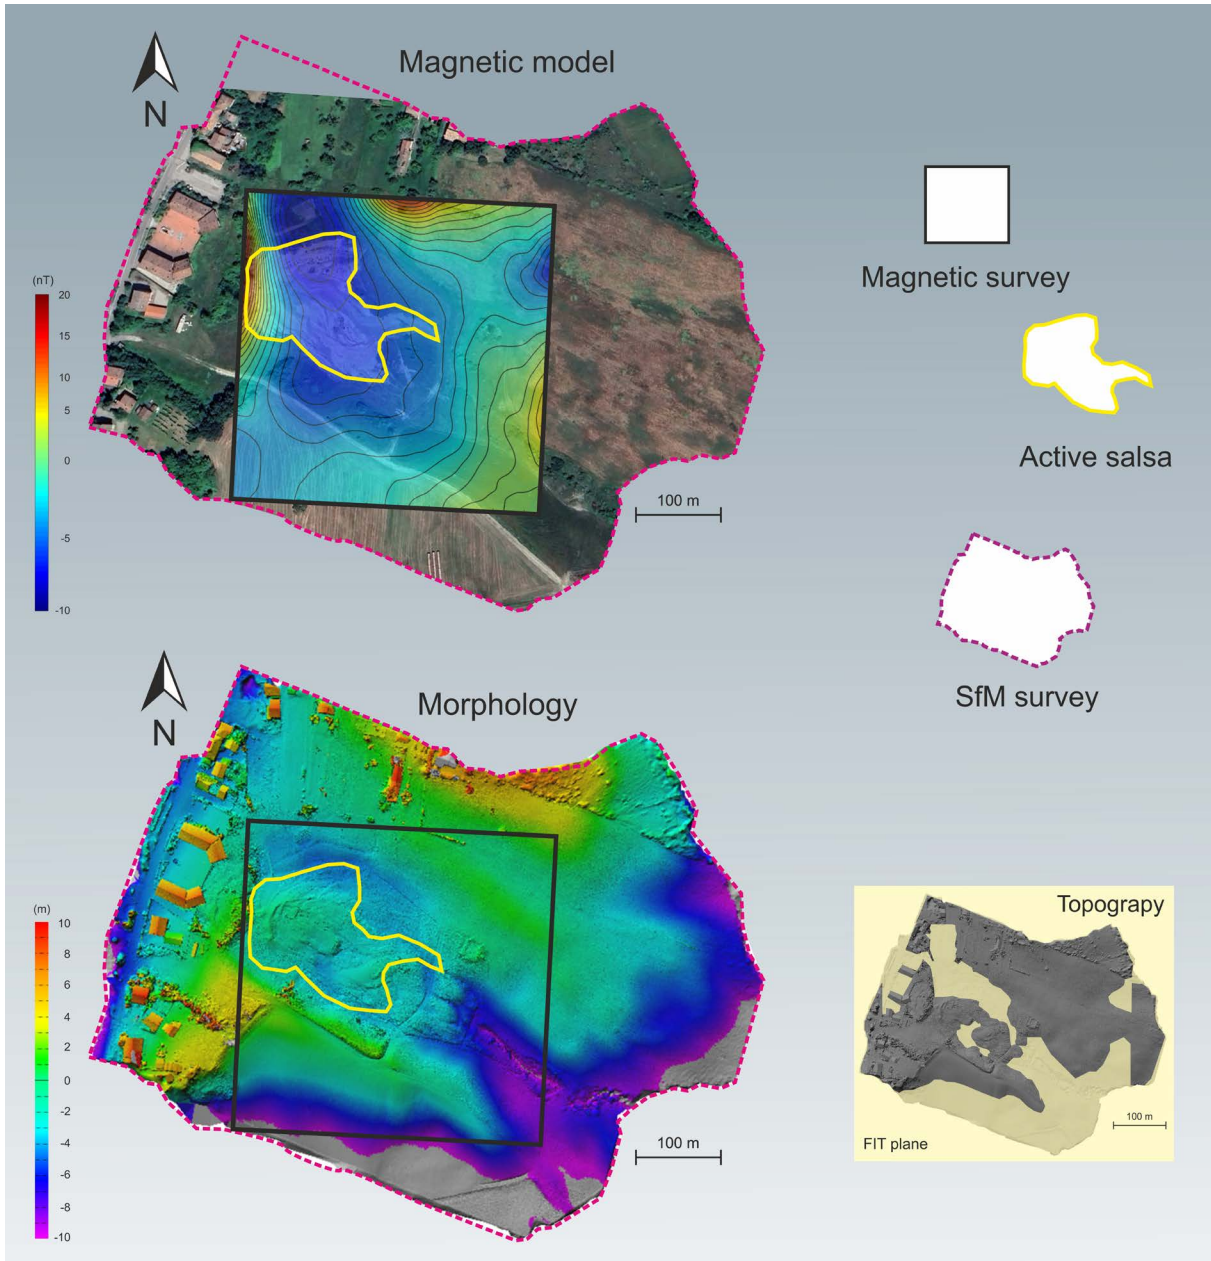 Magnetic model
N
(nT)
20
15
10
5
0
-5
-10
100 m
Magnetic survey
Active salsa
SfM survey
Morphology
N
(m)
10
8
6
4
2
0
-2
-4
-6
-8
-10
100 m
Topograpy
100 m
FIT plane